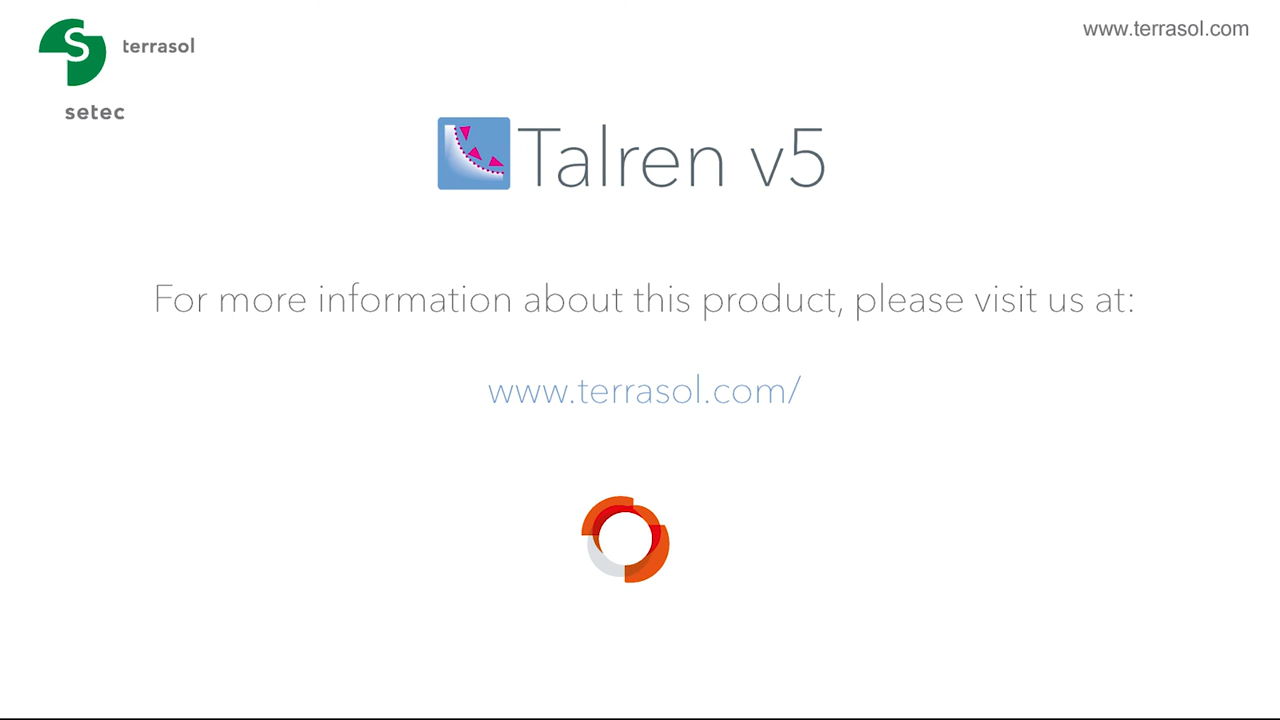 S
terrasol
www.terrasol.com
setec
Talren v5
For more information about this product, please visit us at:
www.terrasol.com/